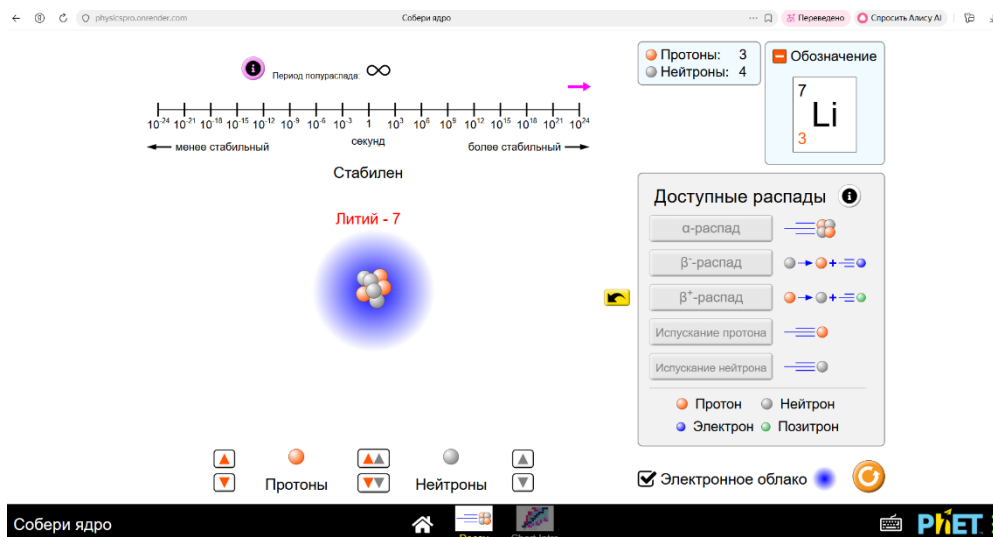 physicspro.onrender.com
Собери ядро
Переведено
Спросить Алису AI
Период полураспада: ∞
10⁻²⁴ 10⁻²¹ 10⁻¹⁸ 10⁻¹⁵ 10⁻¹² 10⁻⁹ 10⁻⁶ 10⁻³ 1 10³ 10⁶ 10⁹ 10¹² 10¹⁵ 10¹⁸ 10²¹ 10²⁴
менее стабильный
секунд
более стабильный
Стабилен
Литий - 7
Протоны: 3
Нейтроны: 4
Обозначение
7
Li
3
Доступные распады
α-распад
β⁻-распад
β⁺-распад
Испускание протона
Испускание нейтрона
Протон
Нейтрон
Электрон
Позитрон
Протоны
Нейтроны
Электронное облако
Собери ядро
Decay
Chart Intro
PhET